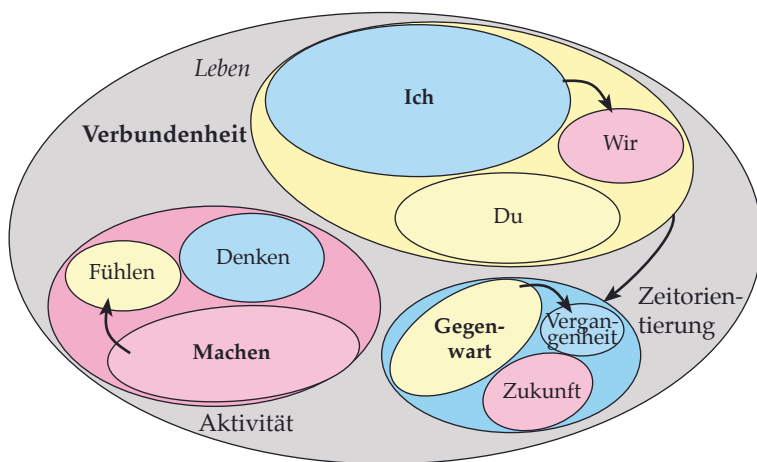 Leben
Ich
Verbundenheit
Wir
Du
Fühlen
Denken
Machen
Aktivität
Gegen-
wart
Vergan-
genheit
Zukunft
Zeitorien-
tierung